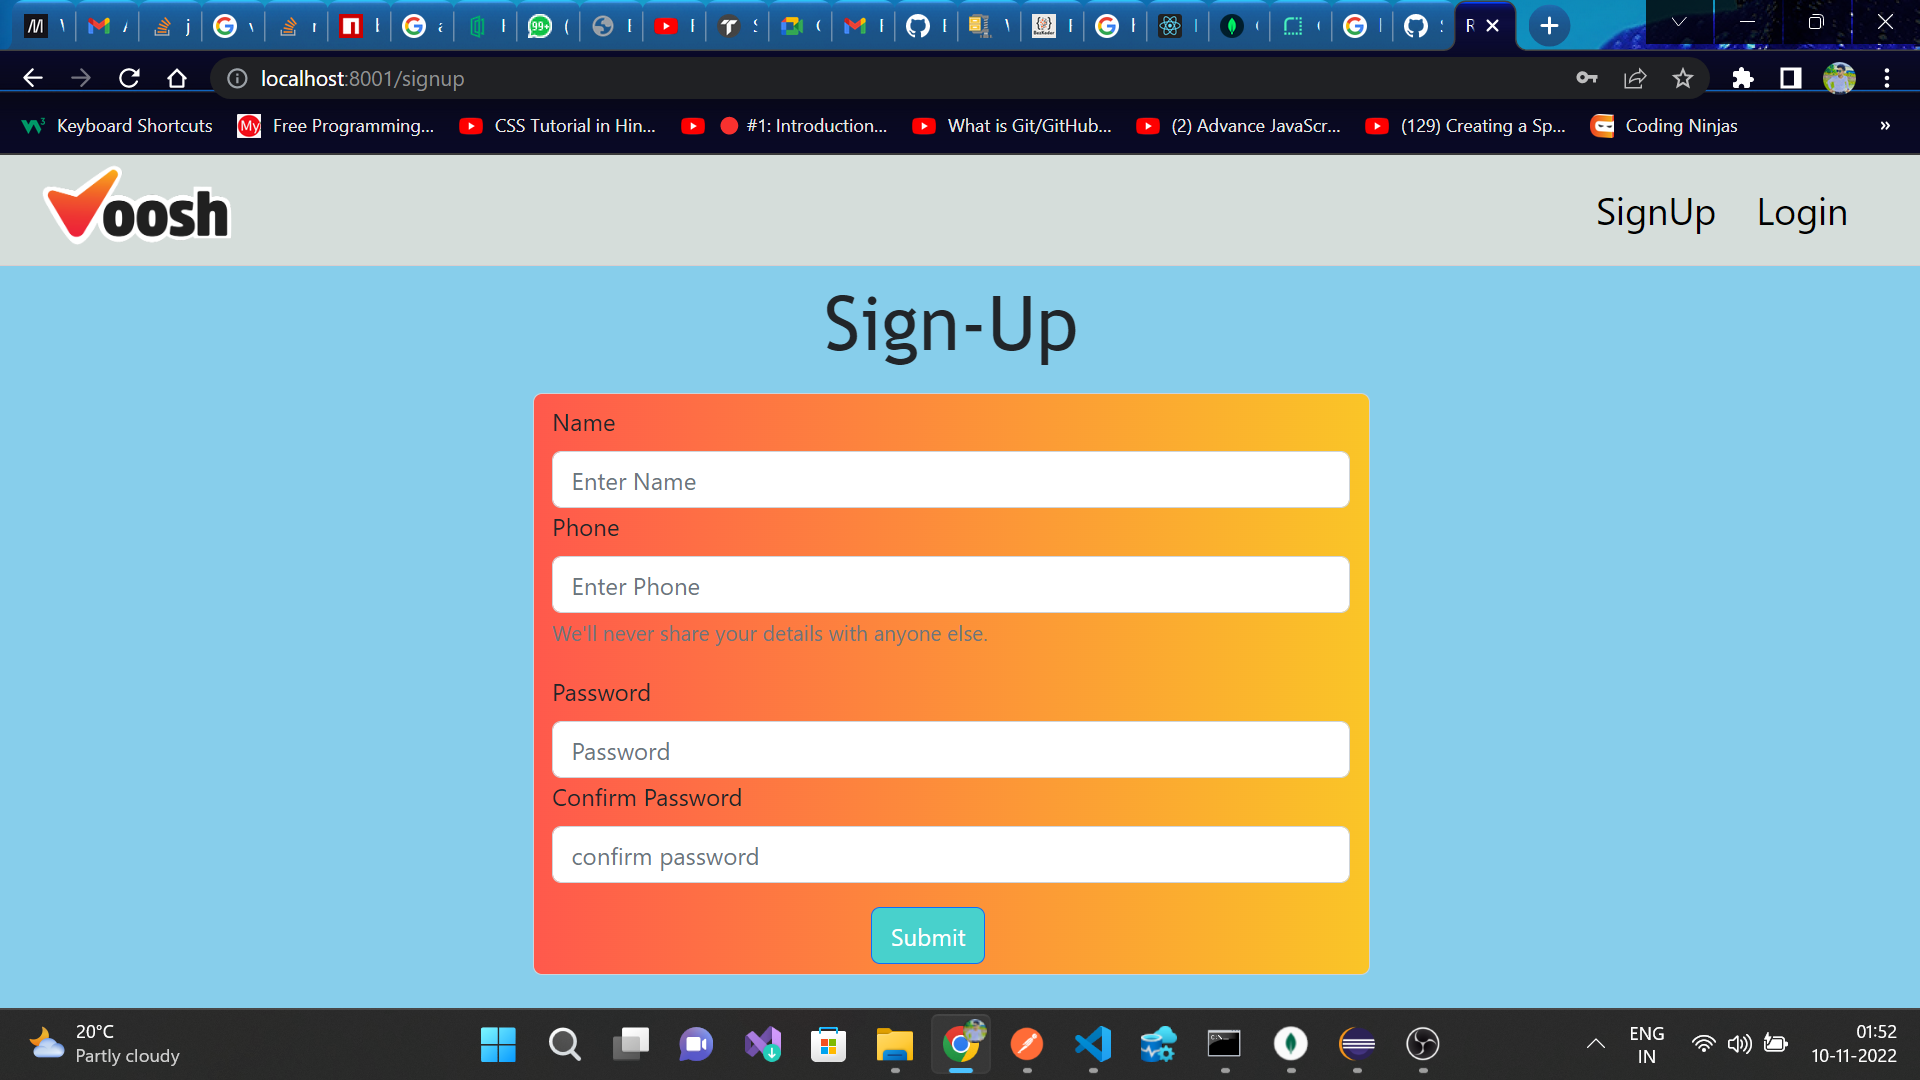 localhost:8001/signup
Keyboard Shortcuts
Free Programming...
CSS Tutorial in Hin...
#1: Introduction...
What is Git/GitHub...
(2) Advance JavaScr...
(129) Creating a Sp...
Coding Ninjas
»
Voosh
SignUp
Login
Sign-Up
Name
Enter Name
Phone
Enter Phone
We'll never share your details with anyone else.
Password
Password
Confirm Password
confirm password
Submit
20°C
Partly cloudy
ENG
IN
01:52
10-11-2022